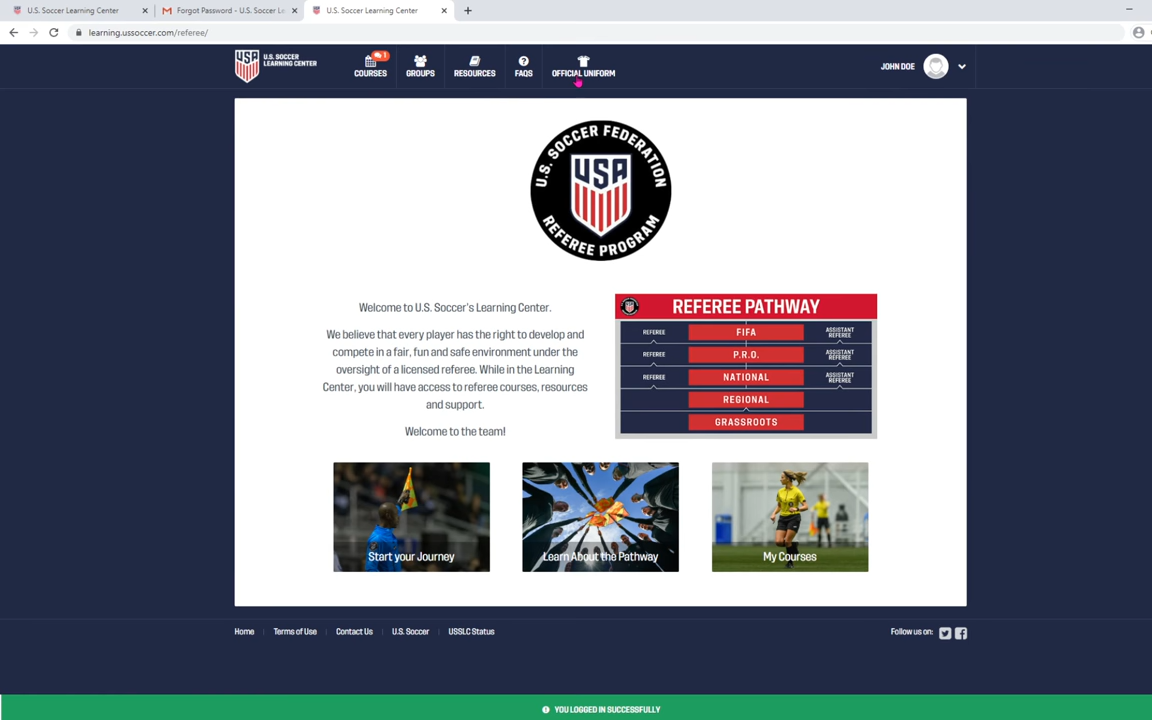 U.S. Soccer Learning Center
Forgot Password - U.S. Soccer Le
U.S. Soccer Learning Center
learning.ussoccer.com/referee/
USA
U.S. SOCCER
LEARNING CENTER
1
COURSES
GROUPS
RESOURCES
FAQS
OFFICIAL UNIFORM
JOHN DOE
U.S. SOCCER FEDERATION
USA
REFEREE PROGRAM
Welcome to U.S. Soccer's Learning Center.
We believe that every player has the right to develop and
compete in a fair, fun and safe environment under the
oversight of a licensed referee. While in the Learning
Center, you will have access to referee courses, resources
and support.
Welcome to the team!
REFEREE PATHWAY
REFEREE
FIFA
ASSISTANT
REFEREE
REFEREE
P.R.O.
ASSISTANT
REFEREE
REFEREE
NATIONAL
ASSISTANT
REFEREE
REGIONAL
GRASSROOTS
Start your Journey
Learn About the Pathway
My Courses
Home
Terms of Use
Contact Us
U.S. Soccer
USSLC Status
Follow us on:
YOU LOGGED IN SUCCESSFULLY